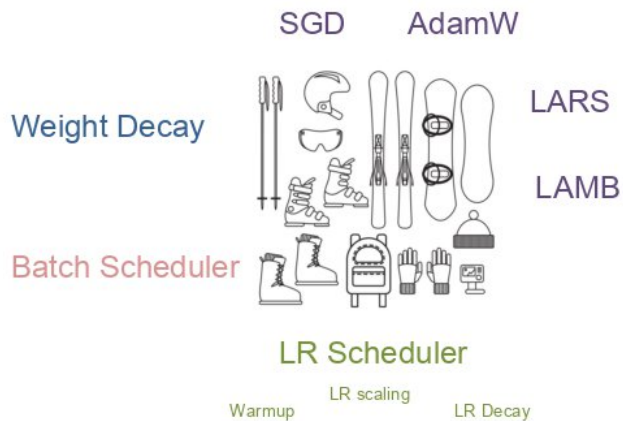 SGD AdamW
LARS
Weight Decay
LAMB
Batch Scheduler
LR Scheduler
LR scaling
Warmup LR Decay